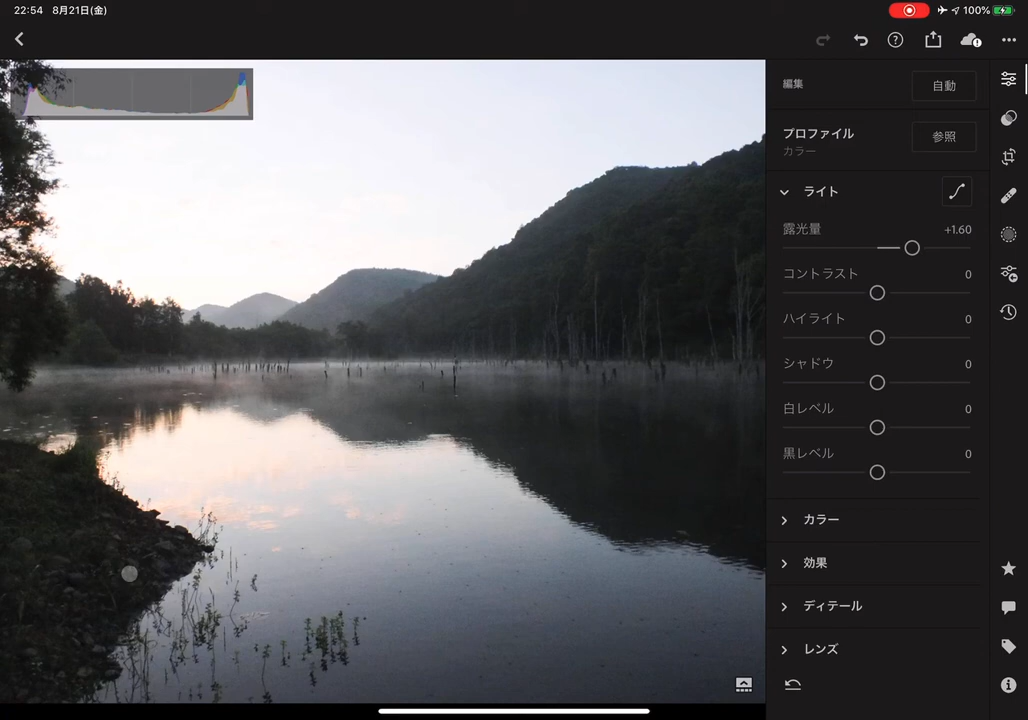 22:54 8月21日(金)
100%
編集
自動
プロファイル
カラー
参照
ライト
露光量 +1.60
コントラスト 0
ハイライト 0
シャドウ 0
白レベル 0
黒レベル 0
カラー
効果
ディテール
レンズ